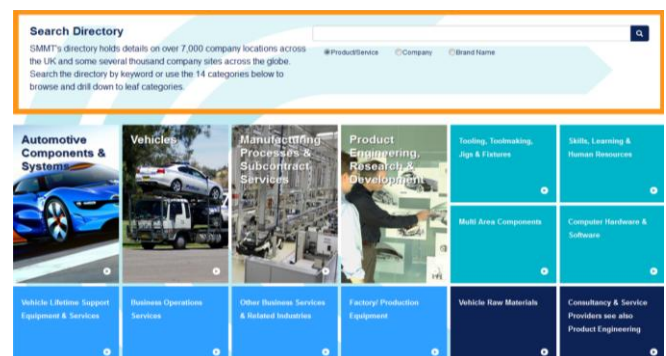 Search Directory
SMMT's directory holds details on over 7,000 company locations across
the UK and some several thousand company sites across the globe.
Search the directory by keyword or use the 14 categories below to
browse and drill down to leaf categories.
Product/Service Company Brand Name
Automotive
Components &
Systems
Vehicles
Manufacturing
Processes &
Subcontract
Services
Product
Engineering,
Research &
Development
Tooling, Toolmaking,
Jigs & Fixtures
Skills, Learning &
Human Resources
Multi Area Components
Computer Hardware &
Software
Vehicle Lifetime Support
Equipment & Services
Business Operations
Services
Other Business Services
& Related Industries
Factory/ Production
Equipment
Vehicle Raw Materials
Consultancy & Service
Providers see also
Product Engineering